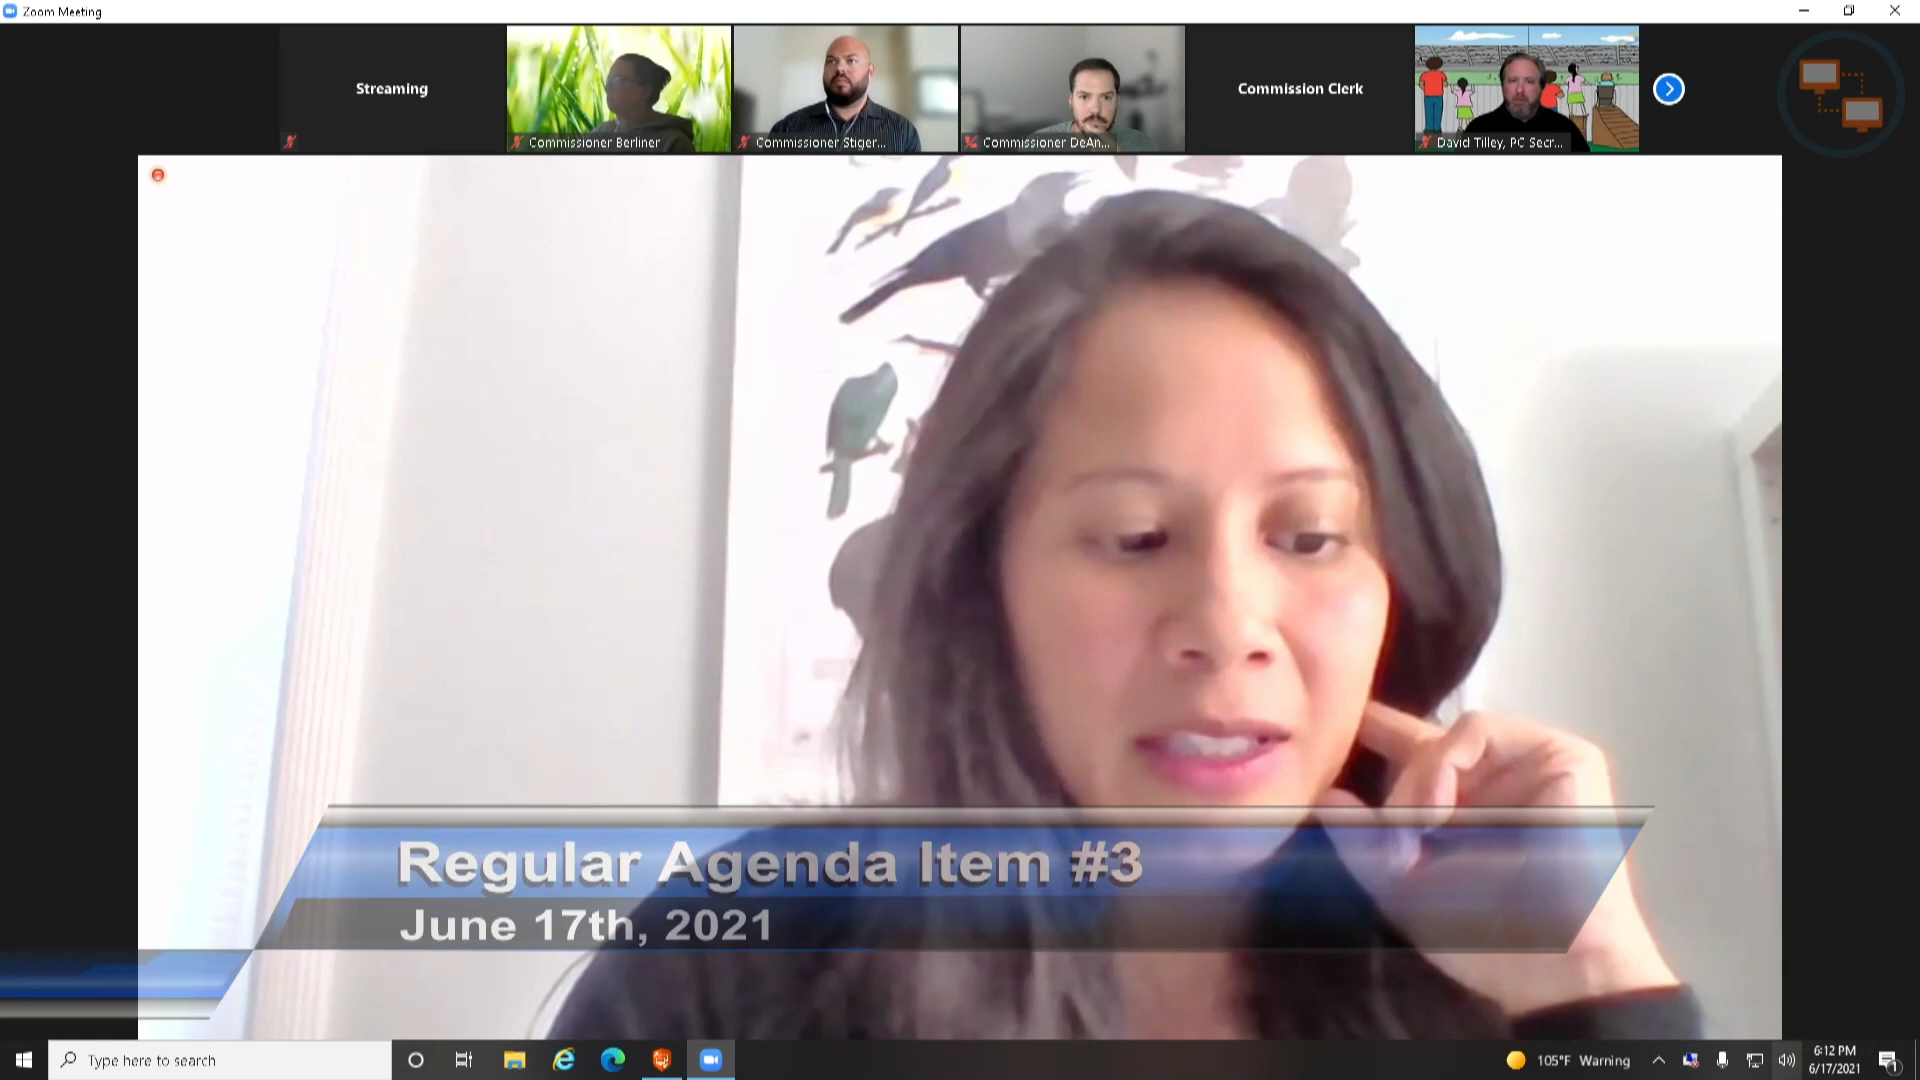 Zoom Meeting
Streaming
Commission Clerk
Commissioner Berliner
Commissioner Stiger...
Commissioner DeAn...
David Tilley, PC Secr...
Regular Agenda Item #3
June 17th, 2021
Type here to search
105°F Warning
6:12 PM
6/17/2021
1